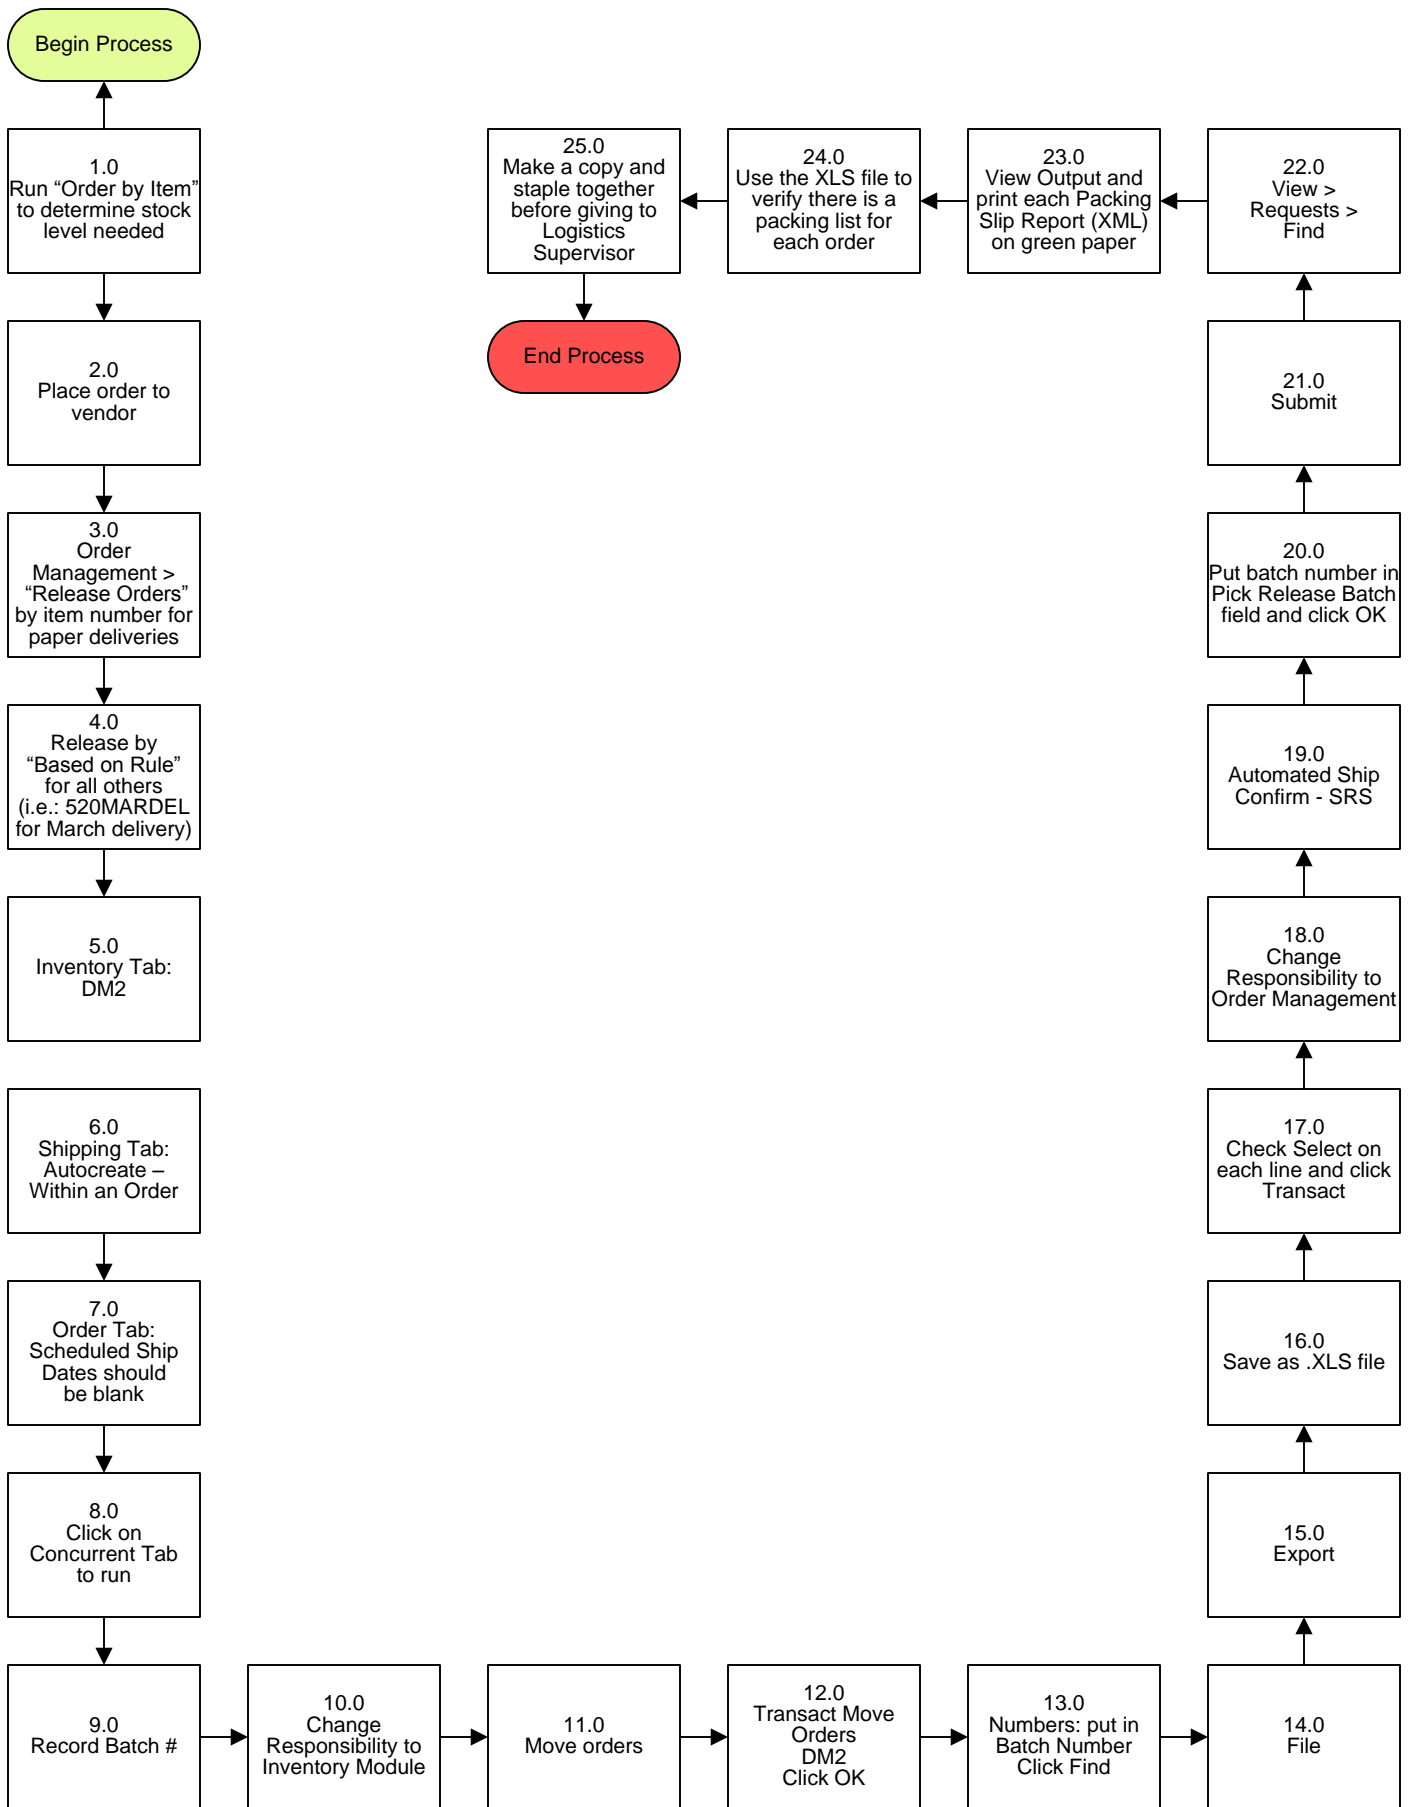 Begin Process
1.0
Run “Order by Item”
to determine stock
level needed
2.0
Place order to
vendor
3.0
Order
Management >
“Release Orders”
by item number for
paper deliveries
4.0
Release by
“Based on Rule”
for all others
(i.e.: 520MARDEL
for March delivery)
5.0
Inventory Tab:
DM2
6.0
Shipping Tab:
Autocreate –
Within an Order
7.0
Order Tab:
Scheduled Ship
Dates should
be blank
8.0
Click on
Concurrent Tab
to run
9.0
Record Batch #
10.0
Change
Responsibility to
Inventory Module
11.0
Move orders
12.0
Transact Move
Orders
DM2
Click OK
13.0
Numbers: put in
Batch Number
Click Find
14.0
File
15.0
Export
16.0
Save as .XLS file
17.0
Check Select on
each line and click
Transact
18.0
Change
Responsibility to
Order Management
19.0
Automated Ship
Confirm - SRS
20.0
Put batch number in
Pick Release Batch
field and click OK
21.0
Submit
22.0
View >
Requests >
Find
23.0
View Output and
print each Packing
Slip Report (XML)
on green paper
24.0
Use the XLS file to
verify there is a
packing list for
each order
25.0
Make a copy and
staple together
before giving to
Logistics
Supervisor
End Process